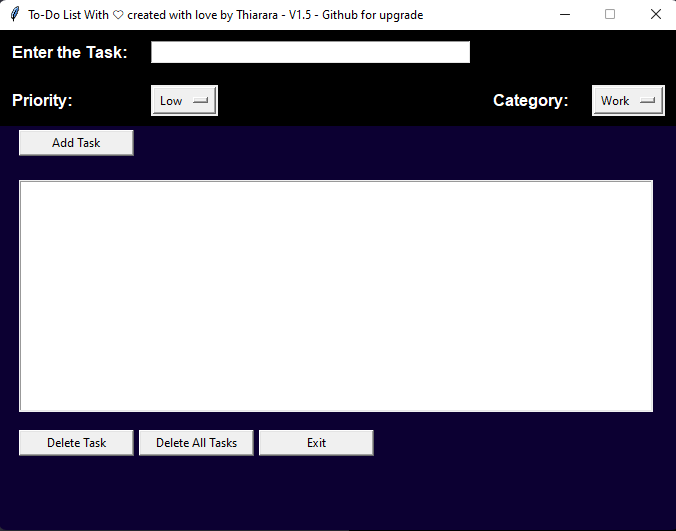 To-Do List With ♡ created with love by Thiarara - V1.5 - Github for upgrade
Enter the Task:
Priority: Low Category: Work
Add Task
Delete Task Delete All Tasks Exit